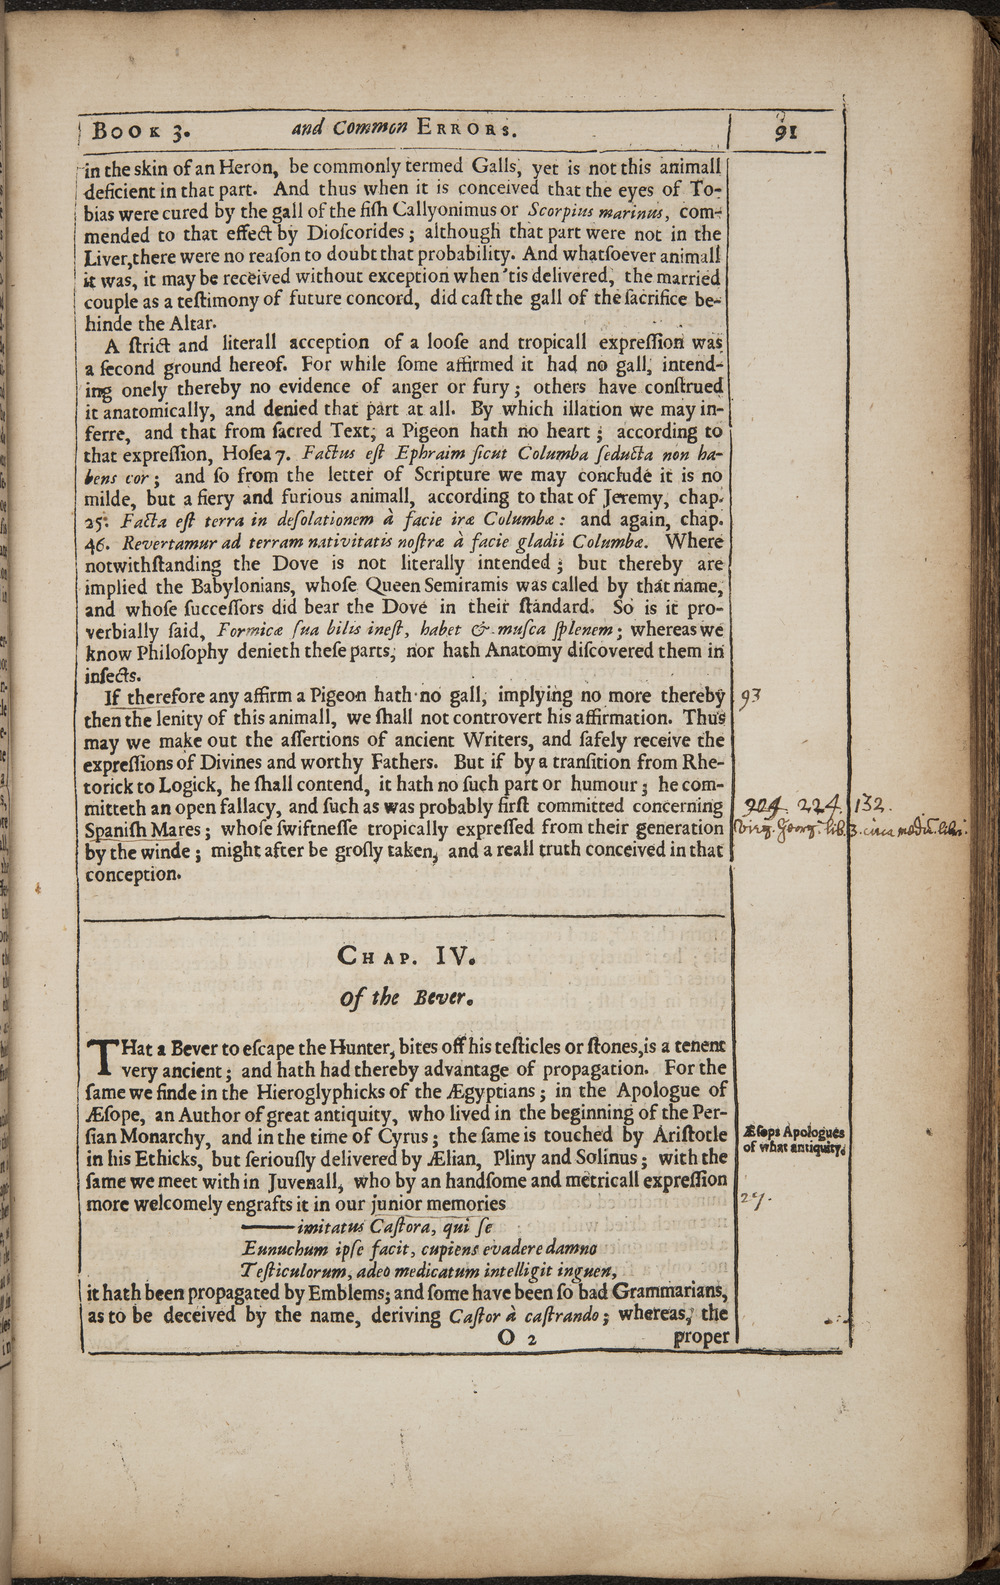 BOOK 3. and Common ERRORS. 91
in the skin of an Heron, be commonly termed Galls, yet is not this animall
deficient in that part. And thus when it is conceived that the eyes of To-
bias were cured by the gall of the fiſh Callyonimus or Scorpius marinus, com-
mended to that effect by Dioſcorides; although that part were not in the
Liver, there were no reaſon to doubt that probability. And whatſoever animall
it was, it may be received without exception when 'tis delivered, the married
couple as a teſtimony of future concord, did caſt the gall of the ſacrifice be-
hinde the Altar.
A ſtrict and literall acception of a looſe and tropicall expreſſion was
a ſecond ground hereof. For while ſome affirmed it had no gall, intend-
ing onely thereby no evidence of anger or fury; others have conſtrued
it anatomically, and denied that part at all. By which illation we may in-
ferre, and that from ſacred Text, a Pigeon hath no heart; according to
that expreſſion, Hoſea 7. Factus eſt Ephraim ſicut Columba ſeducta non ha-
bens cor; and ſo from the letter of Scripture we may conclude it is no
milde, but a fiery and furious animall, according to that of Jeremy, chap.
25. Facta eſt terra in deſolationem à facie iræ Columbæ: and again, chap.
46. Revertamur ad terram nativitatis noſtræ à facie gladii Columbæ. Where
notwithſtanding the Dove is not literally intended; but thereby are
implied the Babylonians, whoſe Queen Semiramis was called by that name,
and whoſe ſucceſſors did bear the Dove in their ſtandard. So is it pro-
verbially ſaid, Formicæ ſua bilis ineſt, habet & muſca ſplenem; whereas we
know Philoſophy denieth theſe parts, nor hath Anatomy diſcovered them in
inſects.
If therefore any affirm a Pigeon hath no gall, implying no more thereby
93
then the lenity of this animall, we ſhall not controvert his affirmation. Thus
may we make out the aſſertions of ancient Writers, and ſafely receive the
expreſſions of Divines and worthy Fathers. But if by a tranſition from Rhe-
torick to Logick, he ſhall contend, it hath no ſuch part or humour; he com-
mitteth an open fallacy, and ſuch as was probably firſt committed concerning
224 132.
Spaniſh Mares; whoſe ſwiftneſſe tropically expreſſed from their generation
Virg. Georg. lib. 3. circa
by the winde; might after be groſly taken, and a reall truth conceived in that
conception.
CHAP. IV.
Of the Bever.
THat a Bever to eſcape the Hunter, bites off his teſticles or ſtones, is a tenent
very ancient; and hath had thereby advantage of propagation. For the
ſame we finde in the Hieroglyphicks of the Ægyptians; in the Apologue of
Æſope, an Author of great antiquity, who lived in the beginning of the Per-
ſian Monarchy, and in the time of Cyrus; the ſame is touched by Ariſtotle
Æſops Apologues
of what antiquity.
in his Ethicks, but ſeriouſly delivered by Ælian, Pliny and Solinus; with the
ſame we meet with in Juvenall, who by an handſome and metricall expreſſion
more welcomely engrafts it in our junior memories
27.
——imitatus Caſtora, qui ſe
Eunuchum ipſe facit, cupiens evadere damno
Teſticulorum, adeo medicatum intelligit inguen,
it hath been propagated by Emblems; and ſome have been ſo bad Grammarians,
as to be deceived by the name, deriving Caſtor à caſtrando; whereas, the
O 2 proper